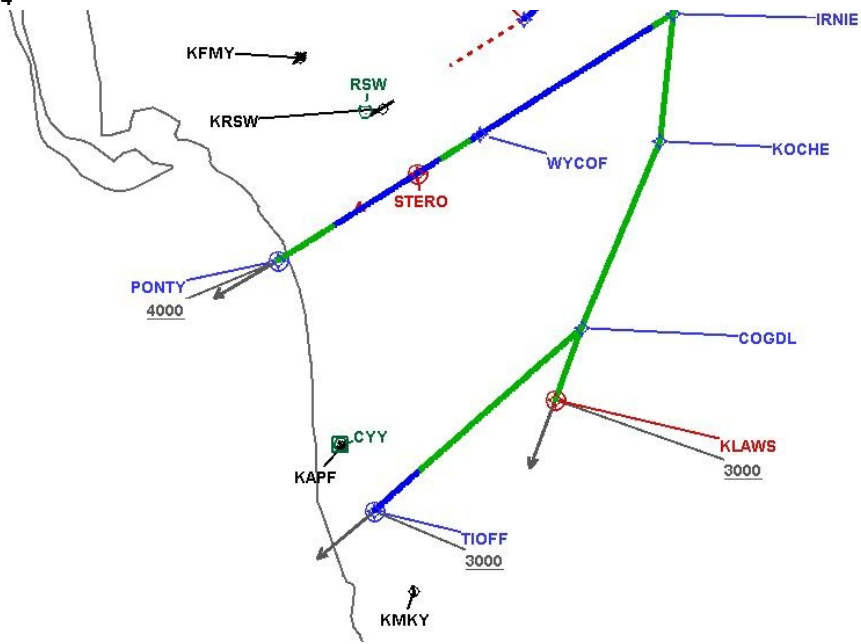 IRNIE
KFMY
RSW
KRSW
KOCHE
WYCOF
STERO
PONTY
4000
COGDL
CYY
KLAWS
KAPF
3000
TIOFF
3000
KMKY